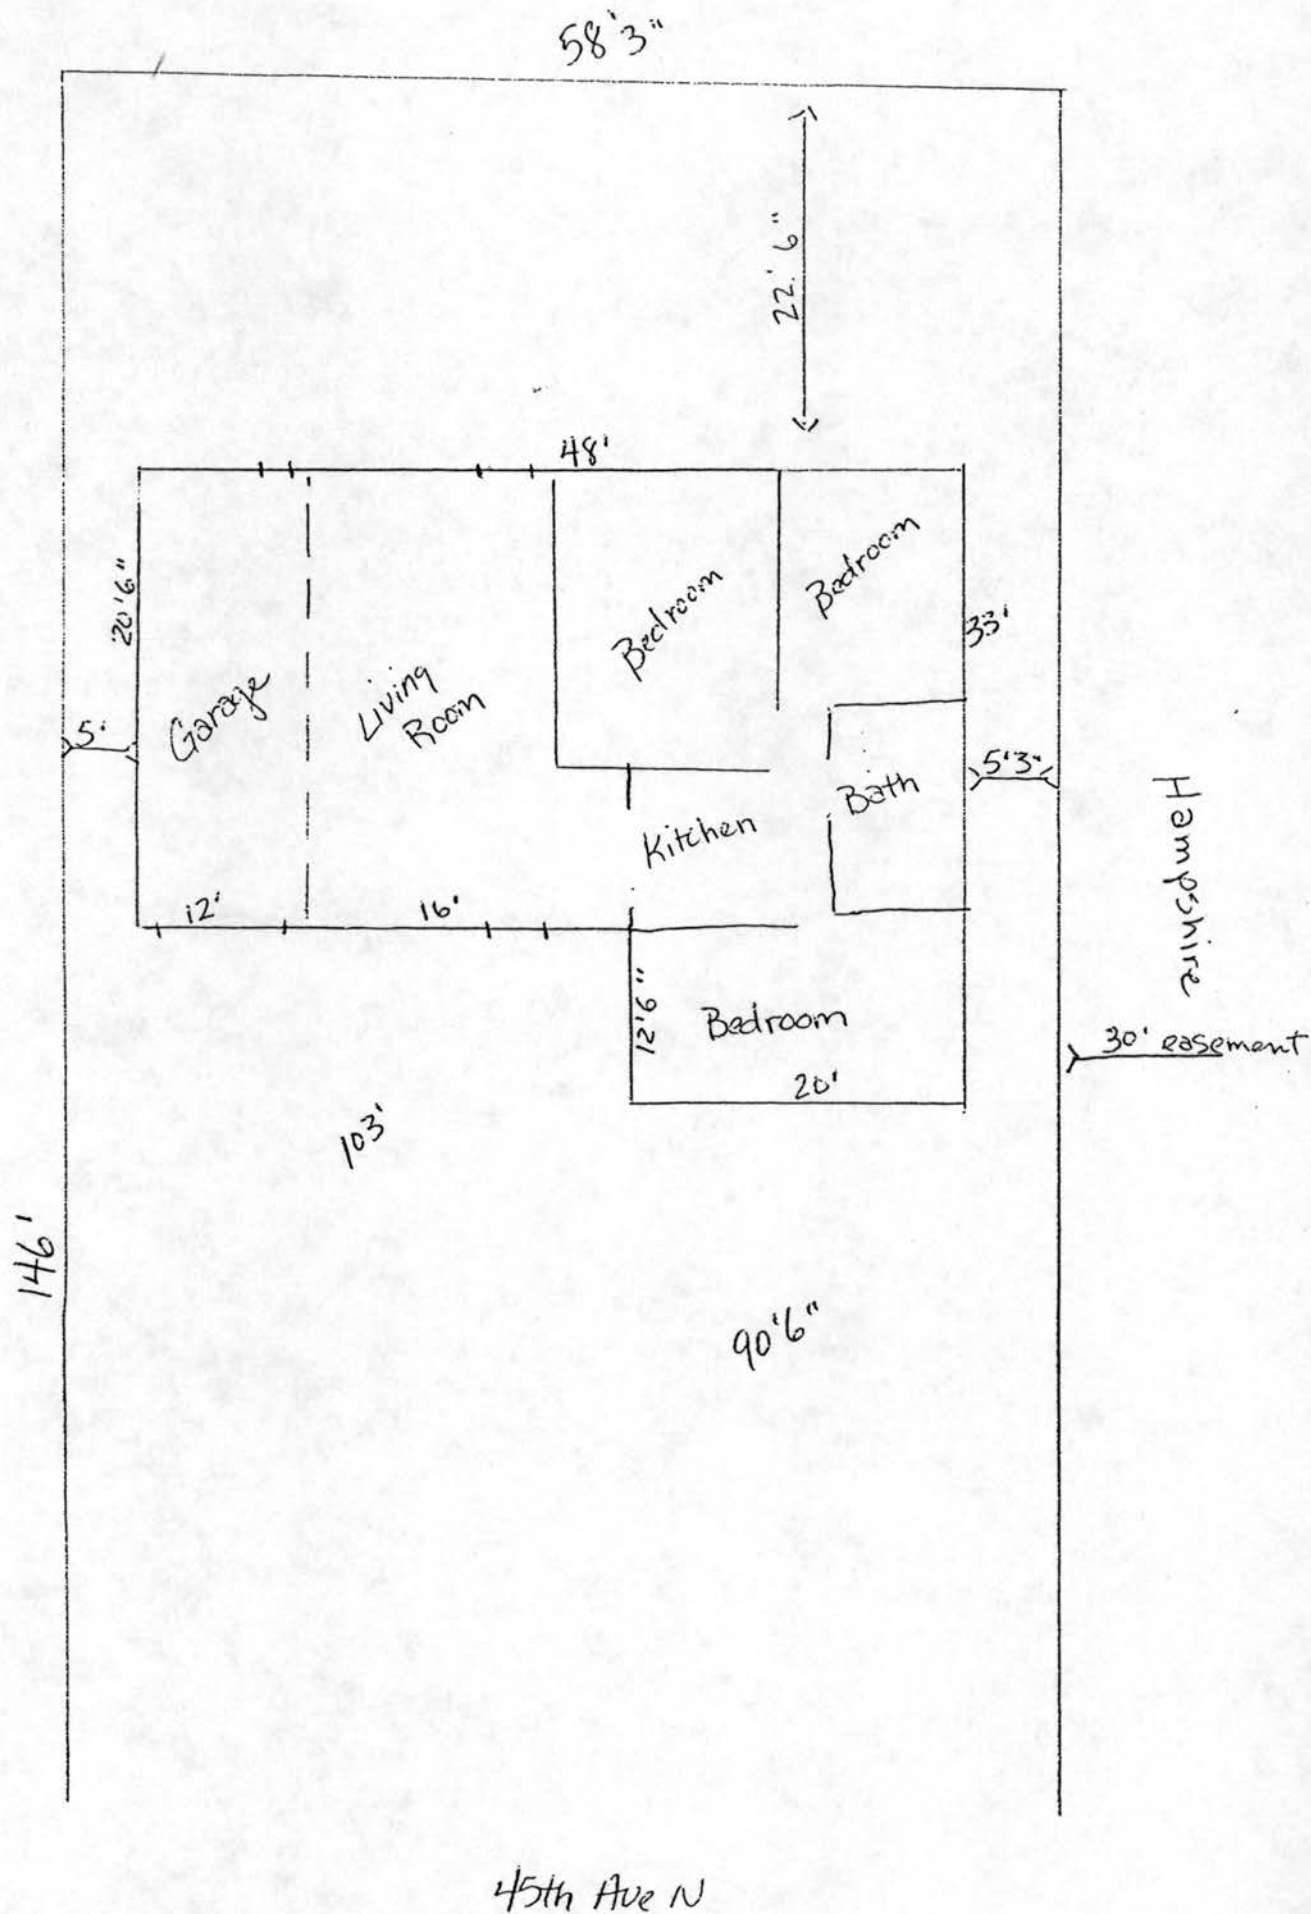 58'3"
22'6"
48'
20'6"
Garage
Living
Room
Bedroom
Bedroom
33'
5'
Kitchen
Bath
5'3"
Hampshire
12'
16'
12'6"
Bedroom
20'
30' easement
103'
146'
90'6"
45th Ave N